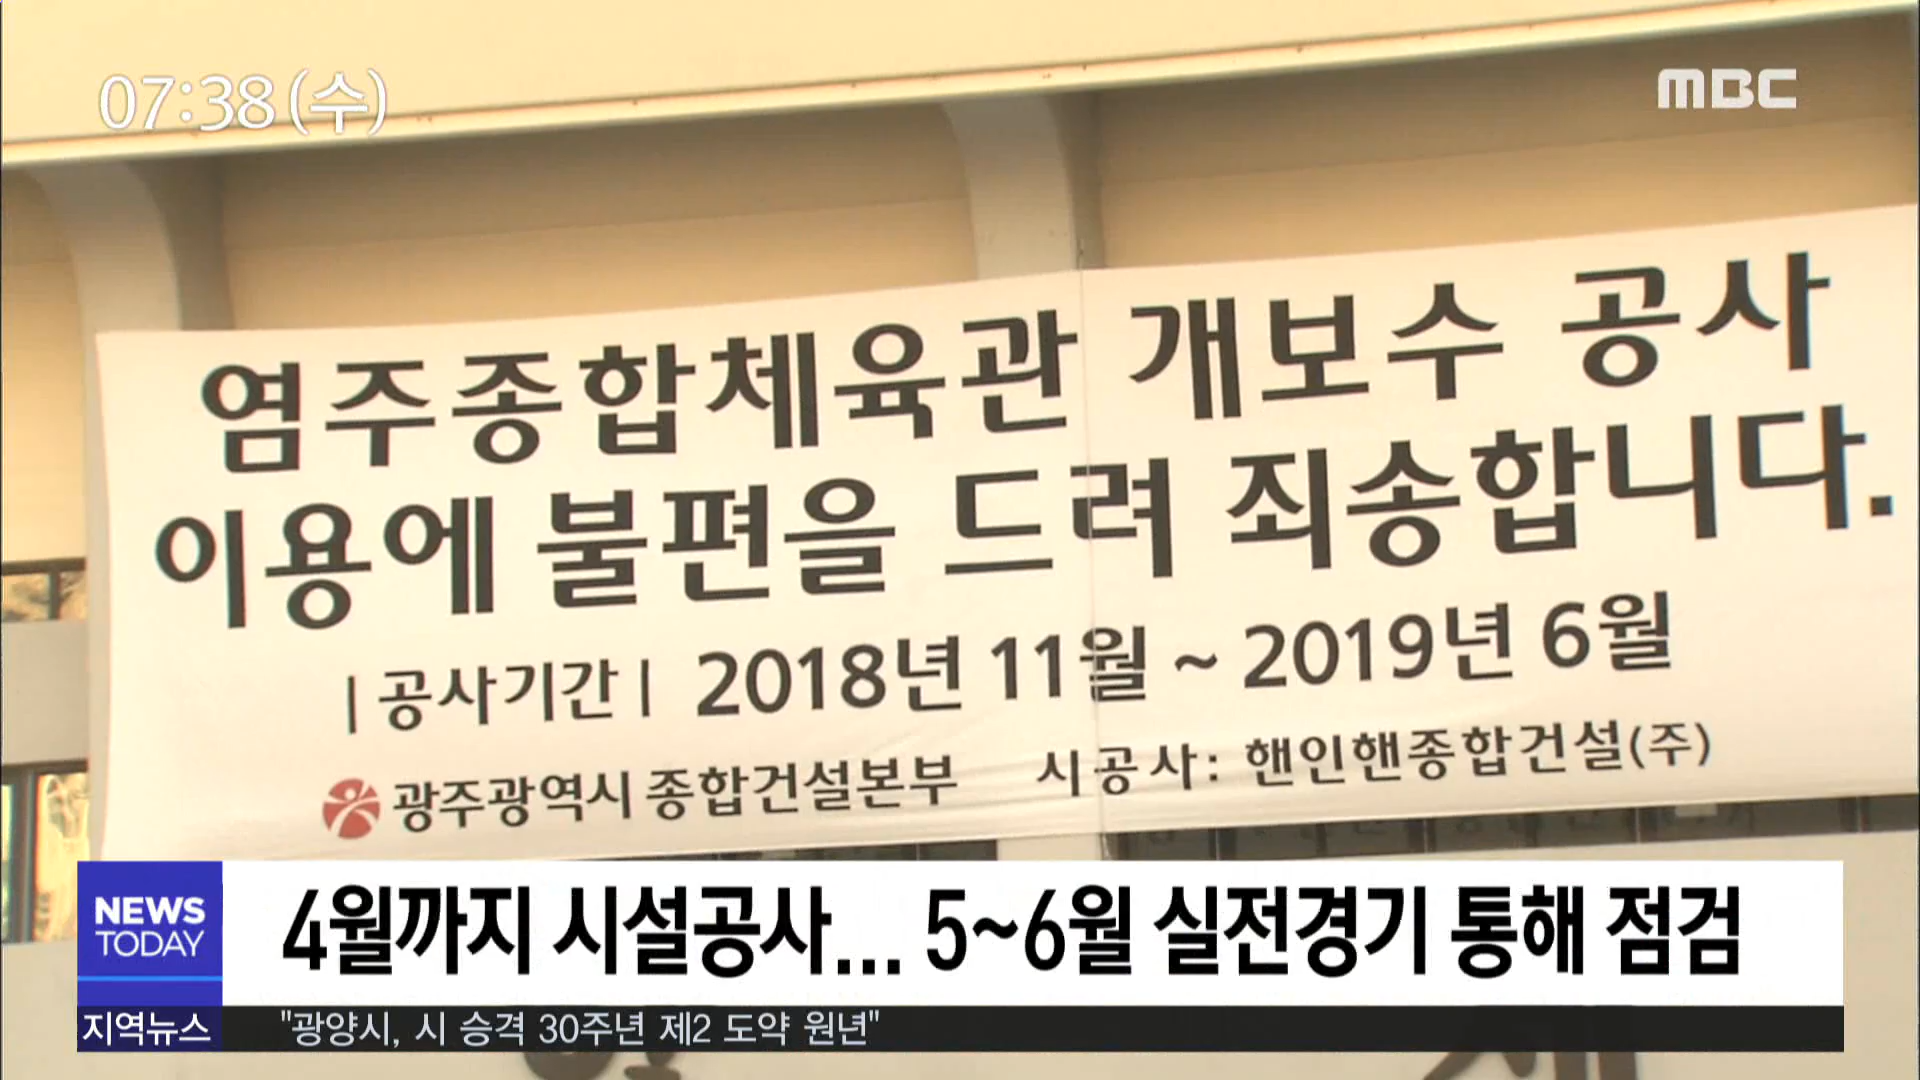 07:38 (수)
MBC
염주종합체육관 개보수 공사
이용에 불편을 드려 죄송합니다.
| 공사기간 | 2018년 11월 ~ 2019년 6월
광주광역시 종합건설본부 시공사: 핸인핸종합건설(주)
NEWS
TODAY
4월까지 시설공사... 5~6월 실전경기 통해 점검
지역뉴스
"광양시, 시 승격 30주년 제2 도약 원년"